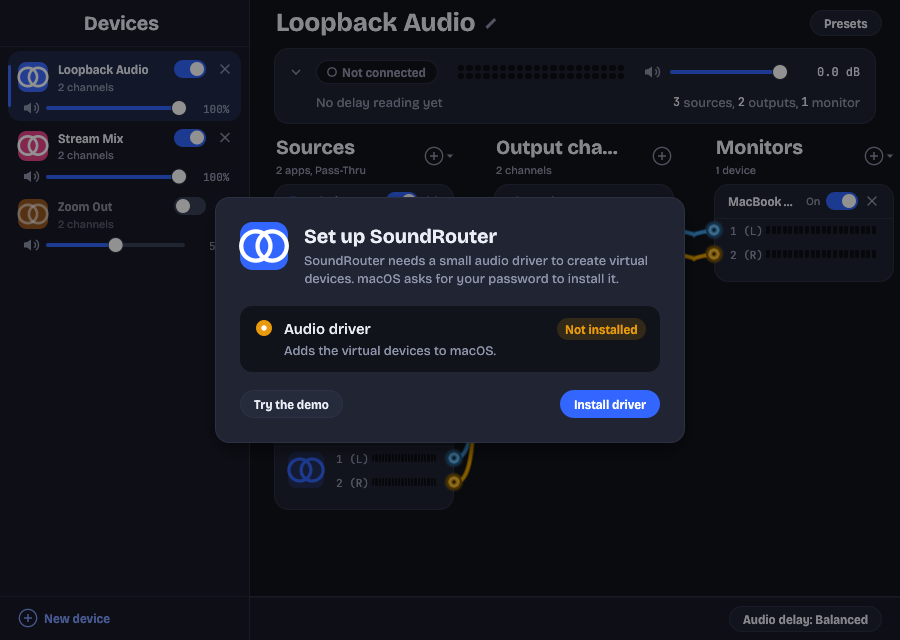 Devices
Loopback Audio
2 channels
100%
Stream Mix
2 channels
100%
Zoom Out
2 channels
New device
Loopback Audio
Presets
Not connected
0.0 dB
No delay reading yet
3 sources, 2 outputs, 1 monitor
Sources
2 apps, Pass-Thru
Output cha...
2 channels
Monitors
1 device
MacBook ...
On
1 (L)
2 (R)
Set up SoundRouter
SoundRouter needs a small audio driver to create virtual
devices. macOS asks for your password to install it.
Audio driver
Not installed
Adds the virtual devices to macOS.
Try the demo
Install driver
1 (L)
2 (R)
Audio delay: Balanced